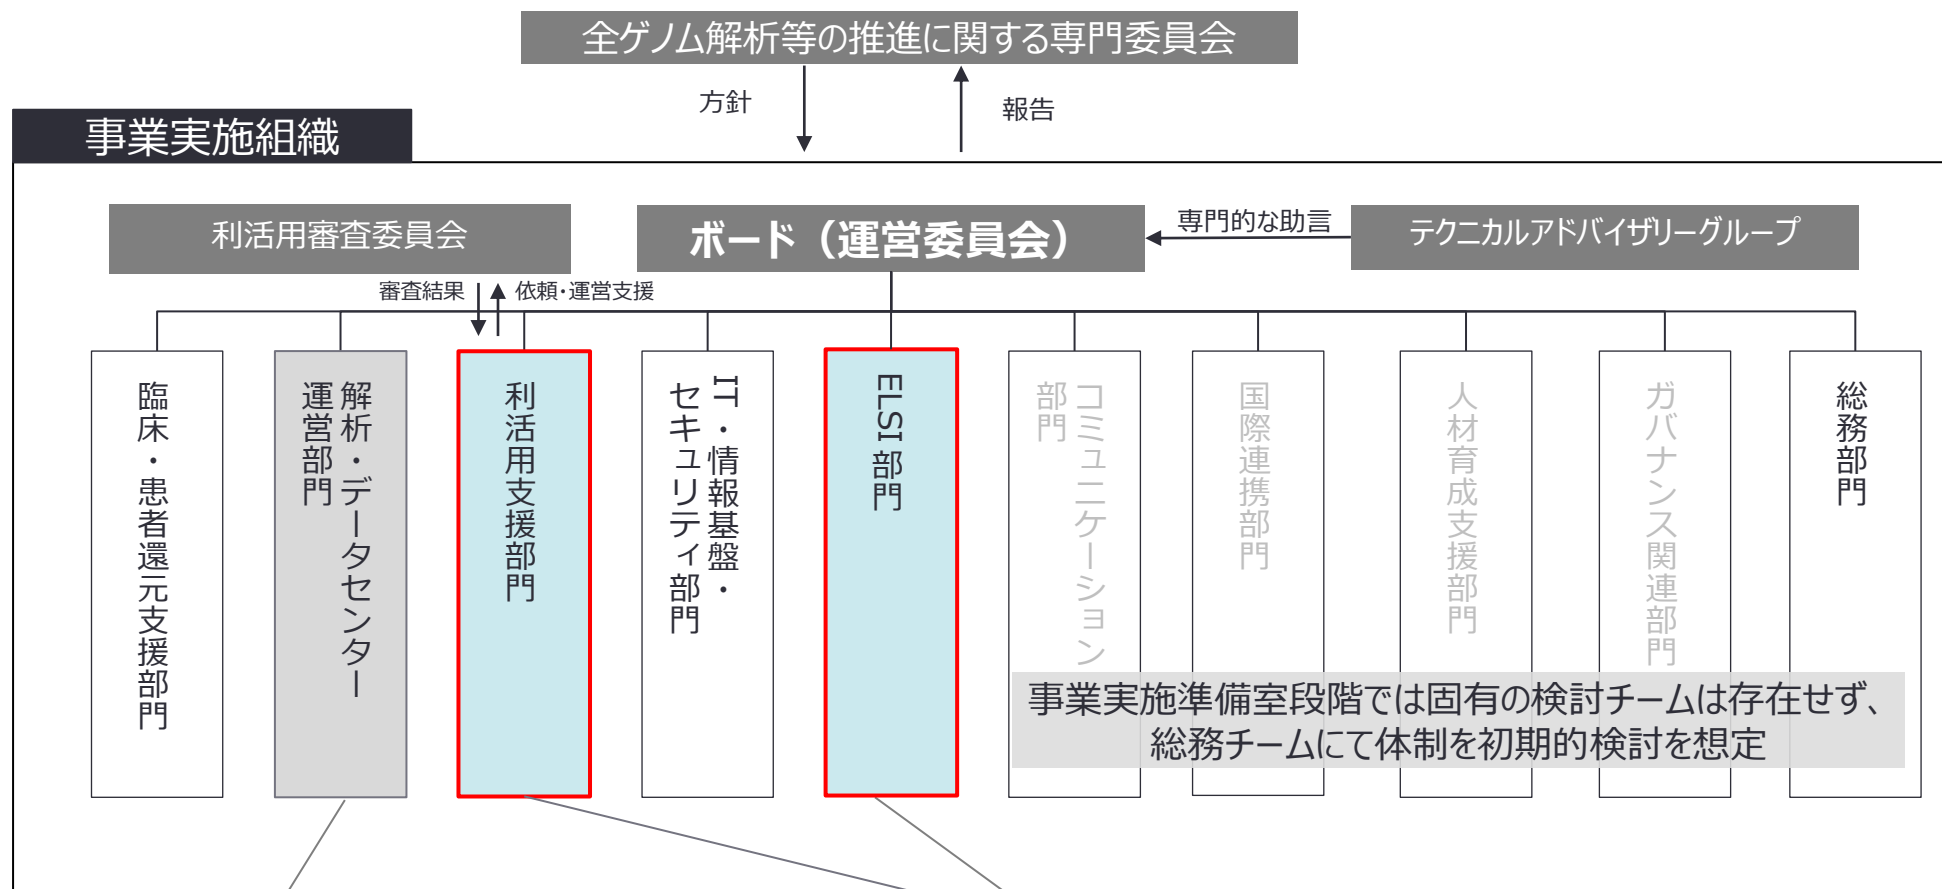 全ゲノム解析等の推進に関する専門委員会
方針
報告
事業実施組織
利活用審査委員会
ボード（運営委員会）
専門的な助言
テクニカルアドバイザリーグループ
審査結果
依頼・運営支援
臨床・患者還元支援部門
解析・データセンター
運営部門
利活用支援部門
IT・情報基盤・
セキュリティ部門
ELSI部門
コミュニケーション
部門
国際連携部門
人材育成支援部門
ガバナンス関連部門
総務部門
事業実施準備室段階では固有の検討チームは存在せず、
総務チームにて体制を初期的検討を想定